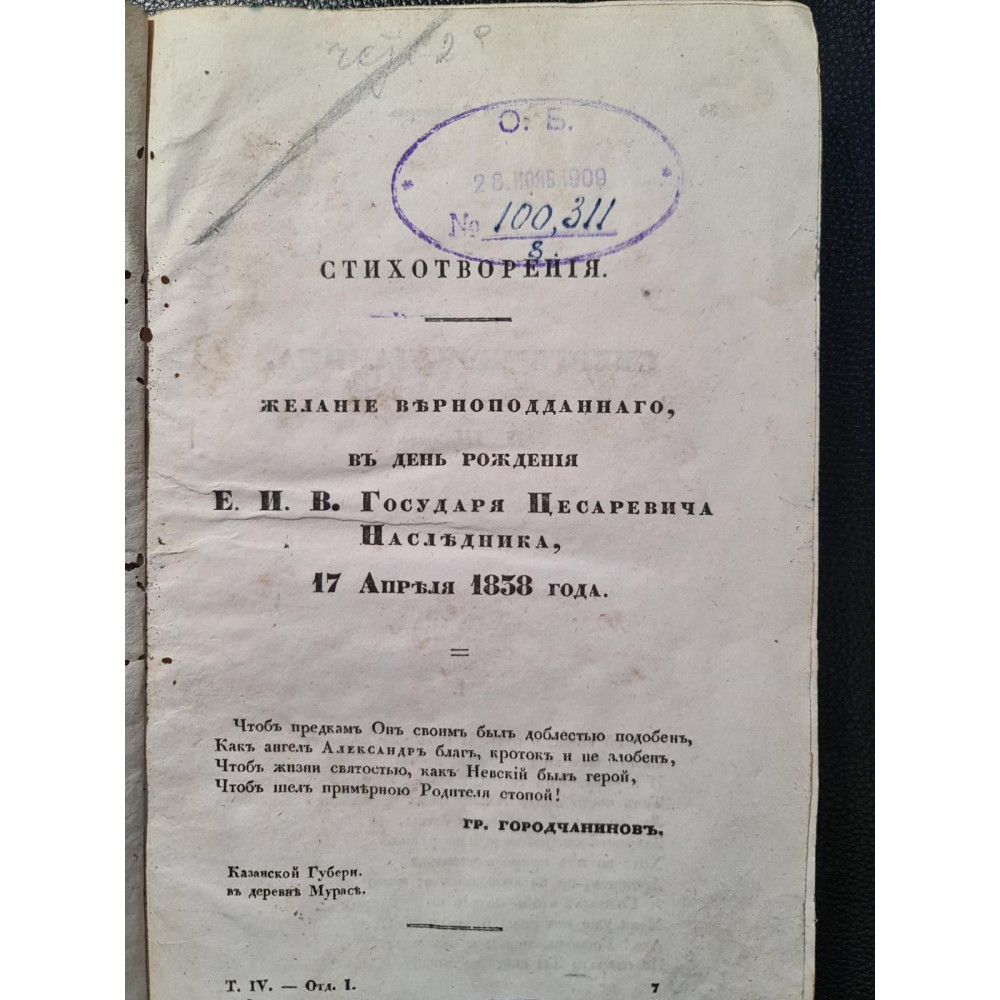 О. Б.
28. НОЯБ. 1909
№ 100,311
8
СТИХОТВОРЕНІЯ.
ЖЕЛАНІЕ ВѢРНОПОДДАННАГО,
ВЪ ДЕНЬ РОЖДЕНІЯ
Е. И. В. Государя Цесаревича
Наслѣдника,
17 Апрѣля 1838 года.
Чтобъ предкамъ Онъ своимъ былъ доблестью подобенъ,
Какъ ангелъ Александръ благъ, кротокъ и не злобенъ,
Чтобъ жизни святостью, какъ Невскій былъ герой,
Чтобъ шелъ примѣрною Родителя стопой!
ГР. ГОРОДЧАНИНОВЪ.
Казанской Губерн.
въ деревнѣ Мурасѣ.
Т. IV. — Отд. I. 7